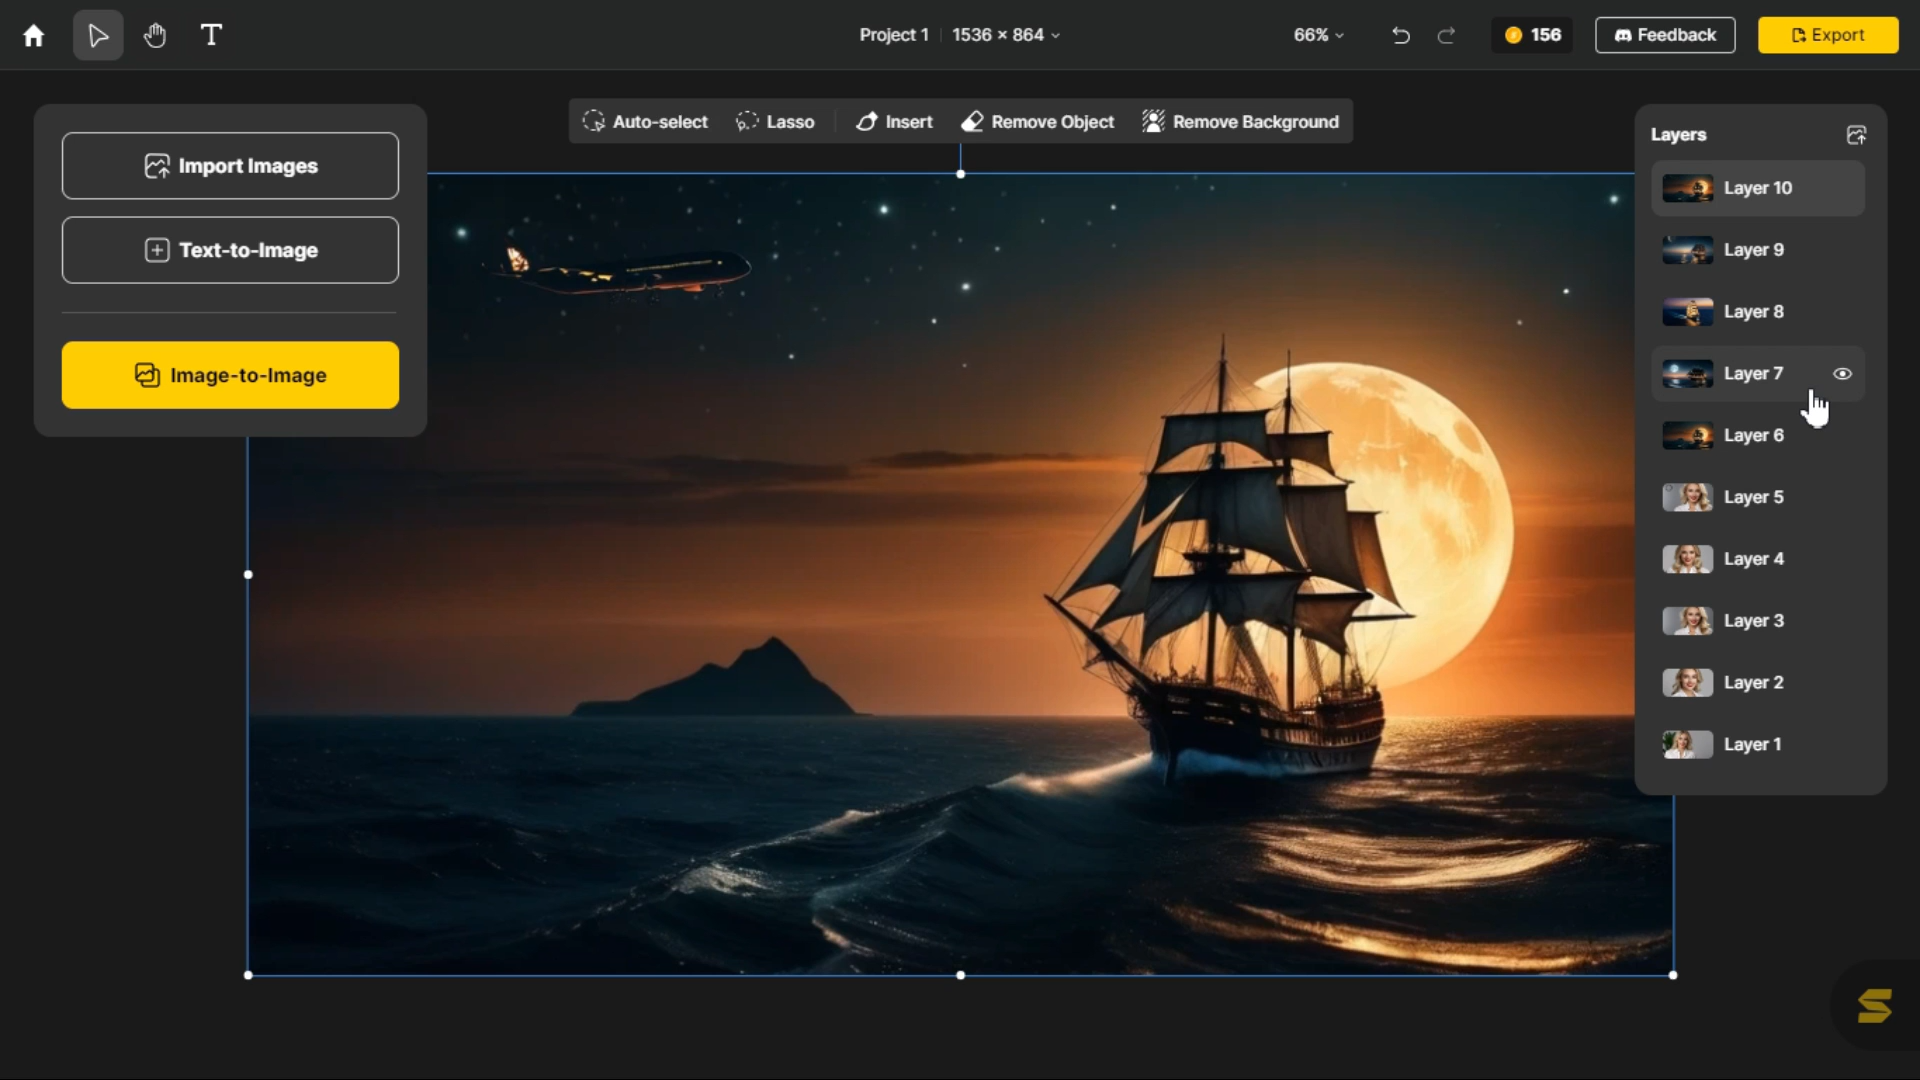 T
Project 1
1536 × 864
66%
156
Feedback
Export
Import Images
Text-to-Image
Image-to-Image
Auto-select
Lasso
Insert
Remove Object
Remove Background
Layers
Layer 10
Layer 9
Layer 8
Layer 7
Layer 6
Layer 5
Layer 4
Layer 3
Layer 2
Layer 1